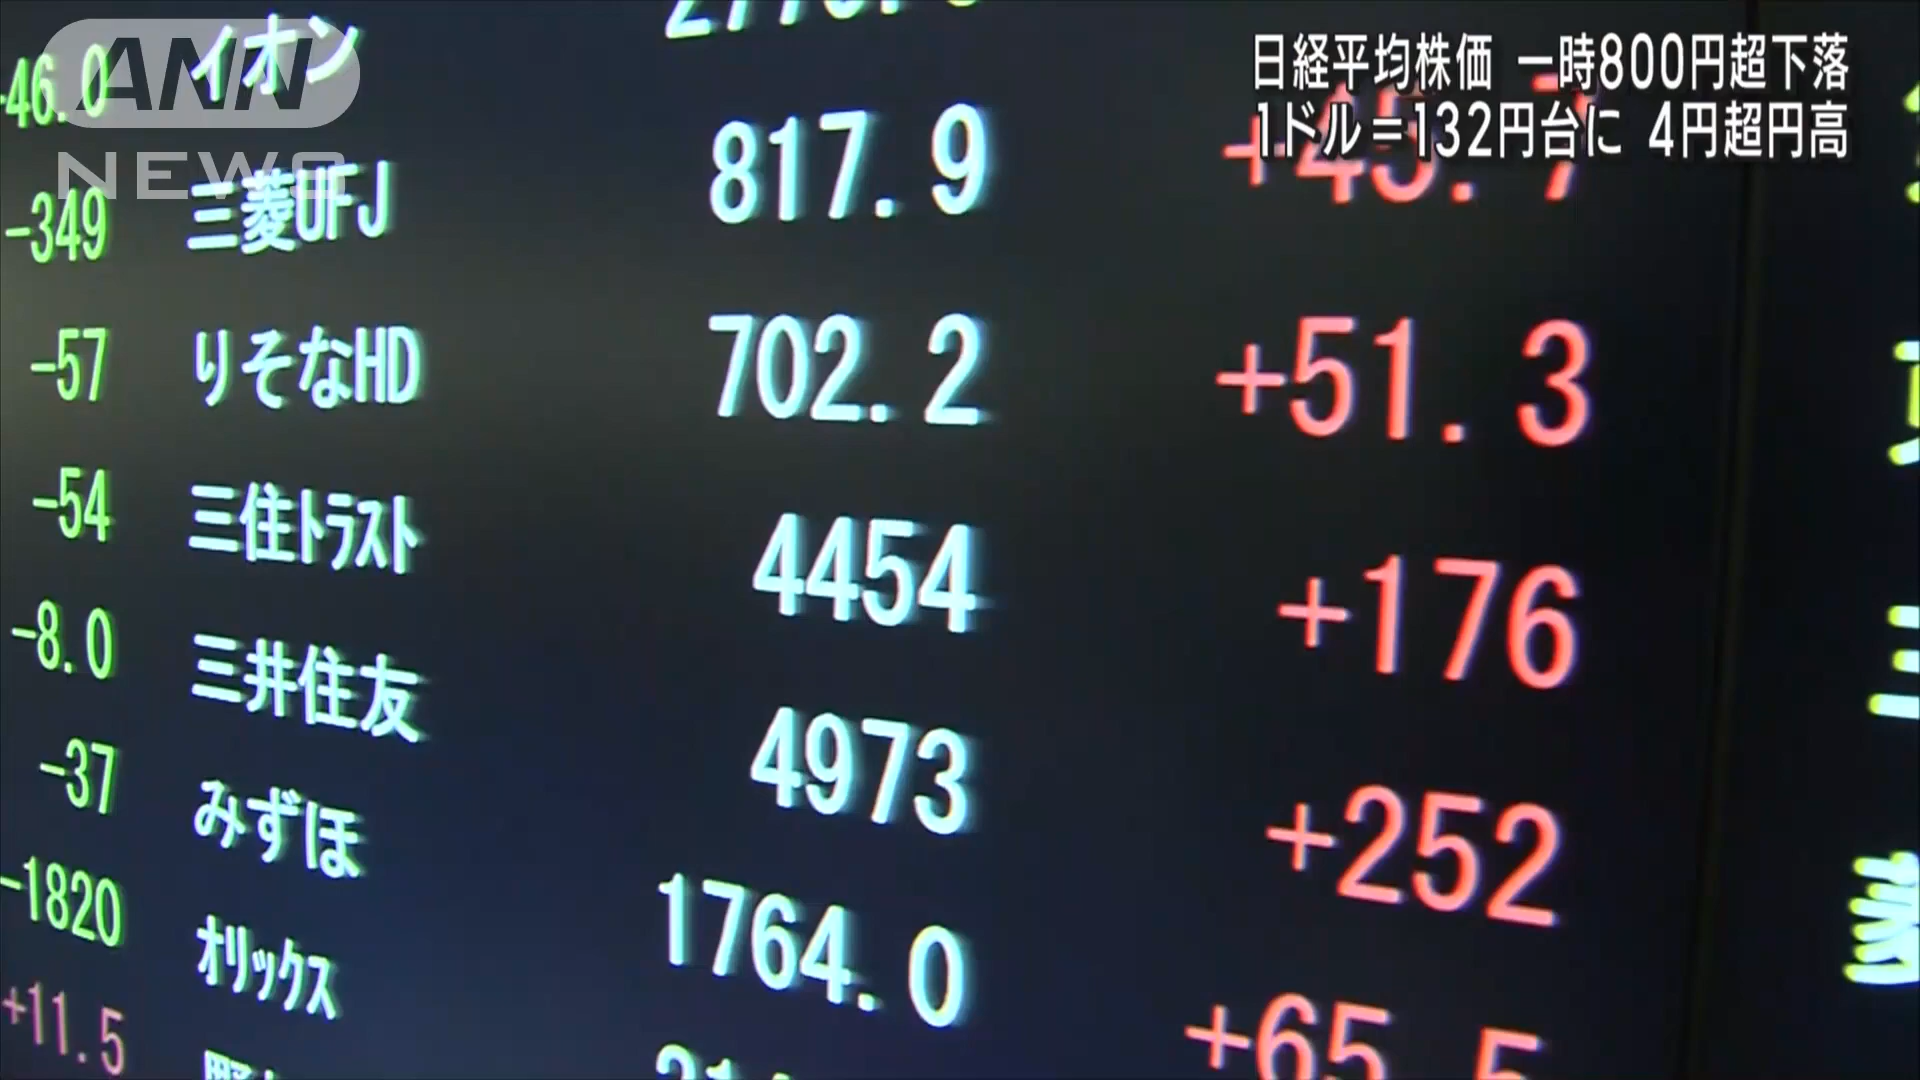 日経平均株価 一時800円超下落
1ドル=132円台に 4円超円高
ANN
NEWS
-46.0 イオン
-349 三菱UFJ 817.9 +45.7
-57 りそなHD 702.2 +51.3
-54 三住トラスト 4454 +176
-8.0 三井住友 4973 +252
-37 みずほ 1764.0 +65.5
-1820 オリックス
+11.5